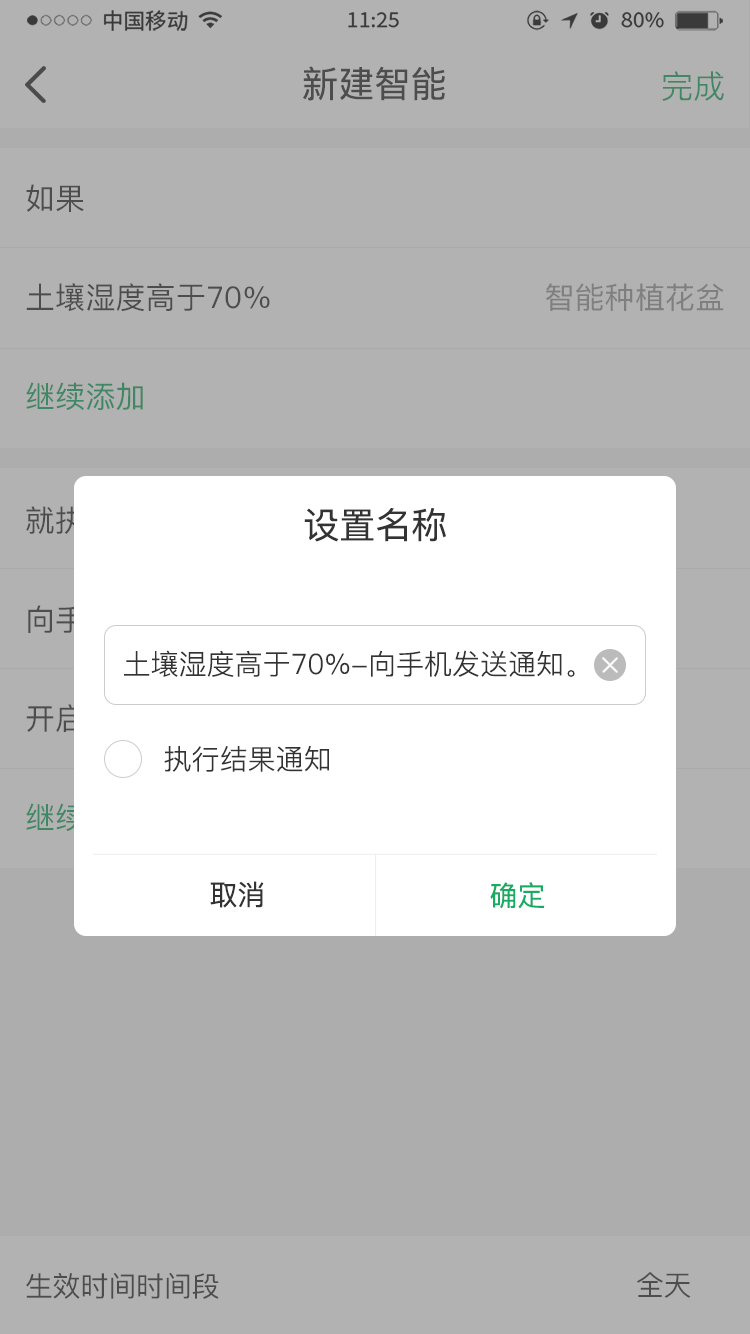 中国移动 11:25 80%
新建智能 完成
如果
土壤湿度高于70% 智能种植花盆
继续添加
设置名称
就执
向手
土壤湿度高于70%-向手机发送通知。
开启
执行结果通知
继续
取消 确定
生效时间时间段 全天